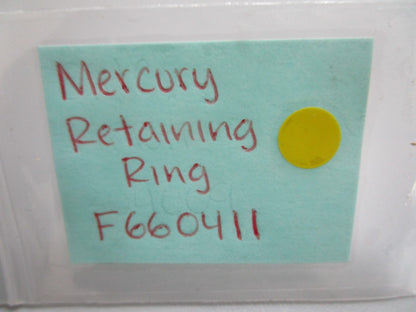 Mercury
Retaining
Ring
F660411